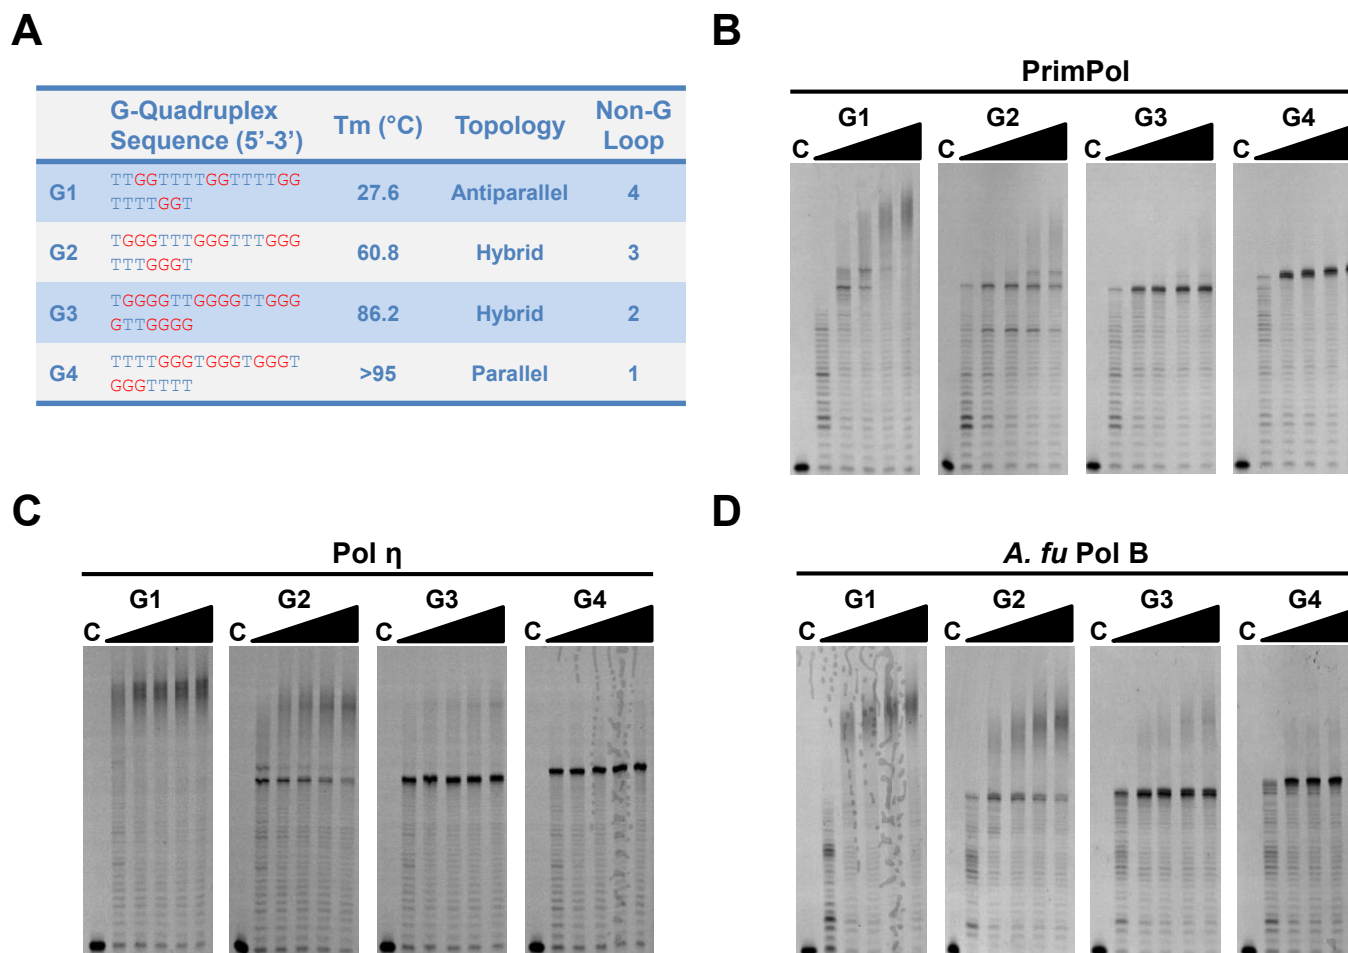 A
G-Quadruplex
Sequence (5'-3')
Tm (°C)
Topology
Non-G
Loop
G1
TTGGTTTTGGTTTTGG
TTTTGGT
27.6
Antiparallel
4
G2
TGGGTTTGGGTTTGGG
TTTGGGT
60.8
Hybrid
3
G3
TGGGGTTGGGGTTGGG
GTTGGGG
86.2
Hybrid
2
G4
TTTTGGGTGGGTGGGT
GGGTTTT
>95
Parallel
1
B
PrimPol
G1 G2 G3 G4
C C C C
C
Pol η
G1 G2 G3 G4
C C C C
D
A. fu Pol B
G1 G2 G3 G4
C C C C